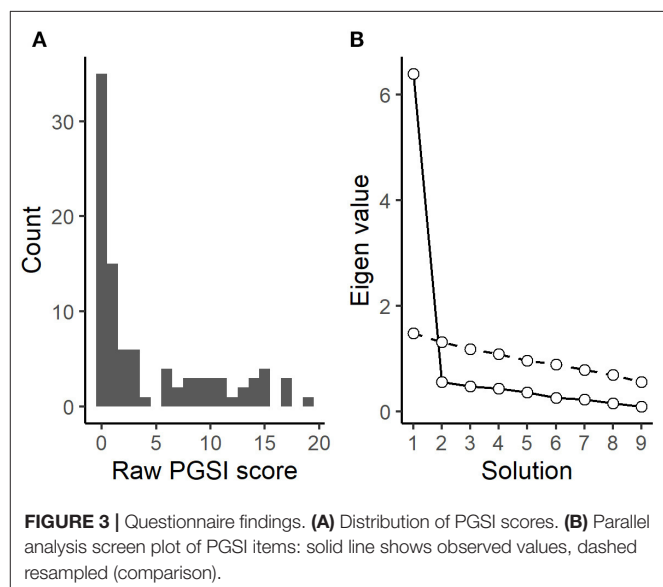 A
B
Count
30
20
10
0
0
5
10
15
20
Raw PGSI score
Eigen value
6
4
2
0
1 2 3 4 5 6 7 8 9
Solution
FIGURE 3 | Questionnaire findings. (A) Distribution of PGSI scores. (B) Parallel
analysis screen plot of PGSI items: solid line shows observed values, dashed
resampled (comparison).